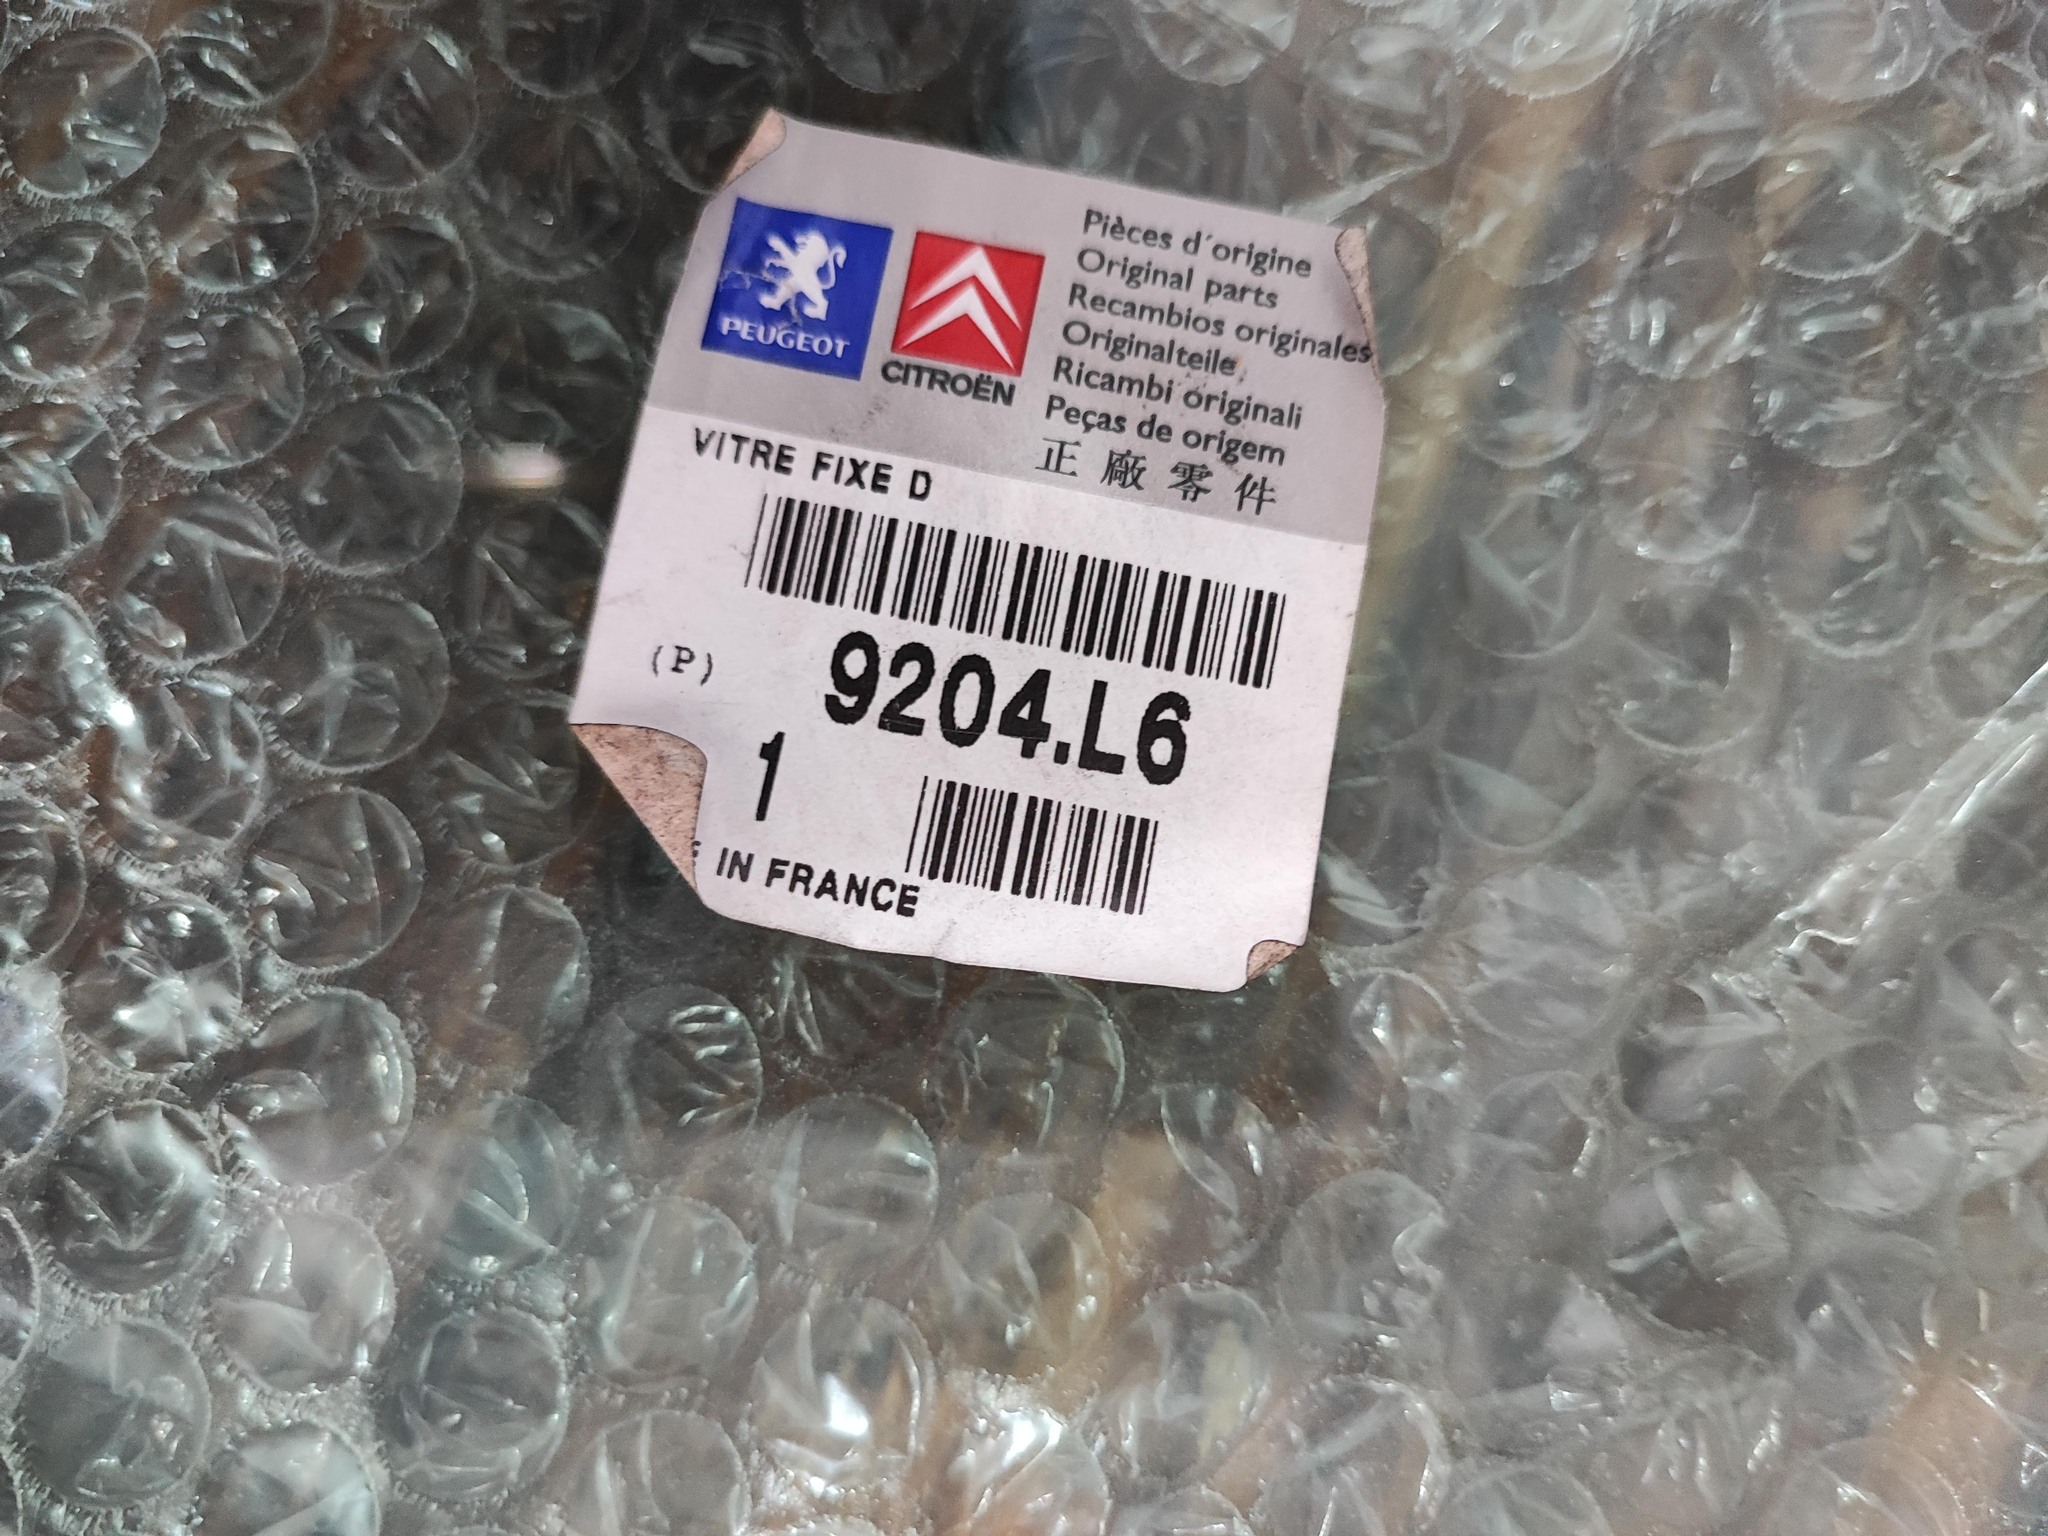 PEUGEOT
CITROËN
Pièces d'origine
Original parts
Recambios originales
Originalteile
Ricambi originali
Peças de origem
正廠零件
VITRE FIXE D
(P)
9204.L6
1
IN FRANCE